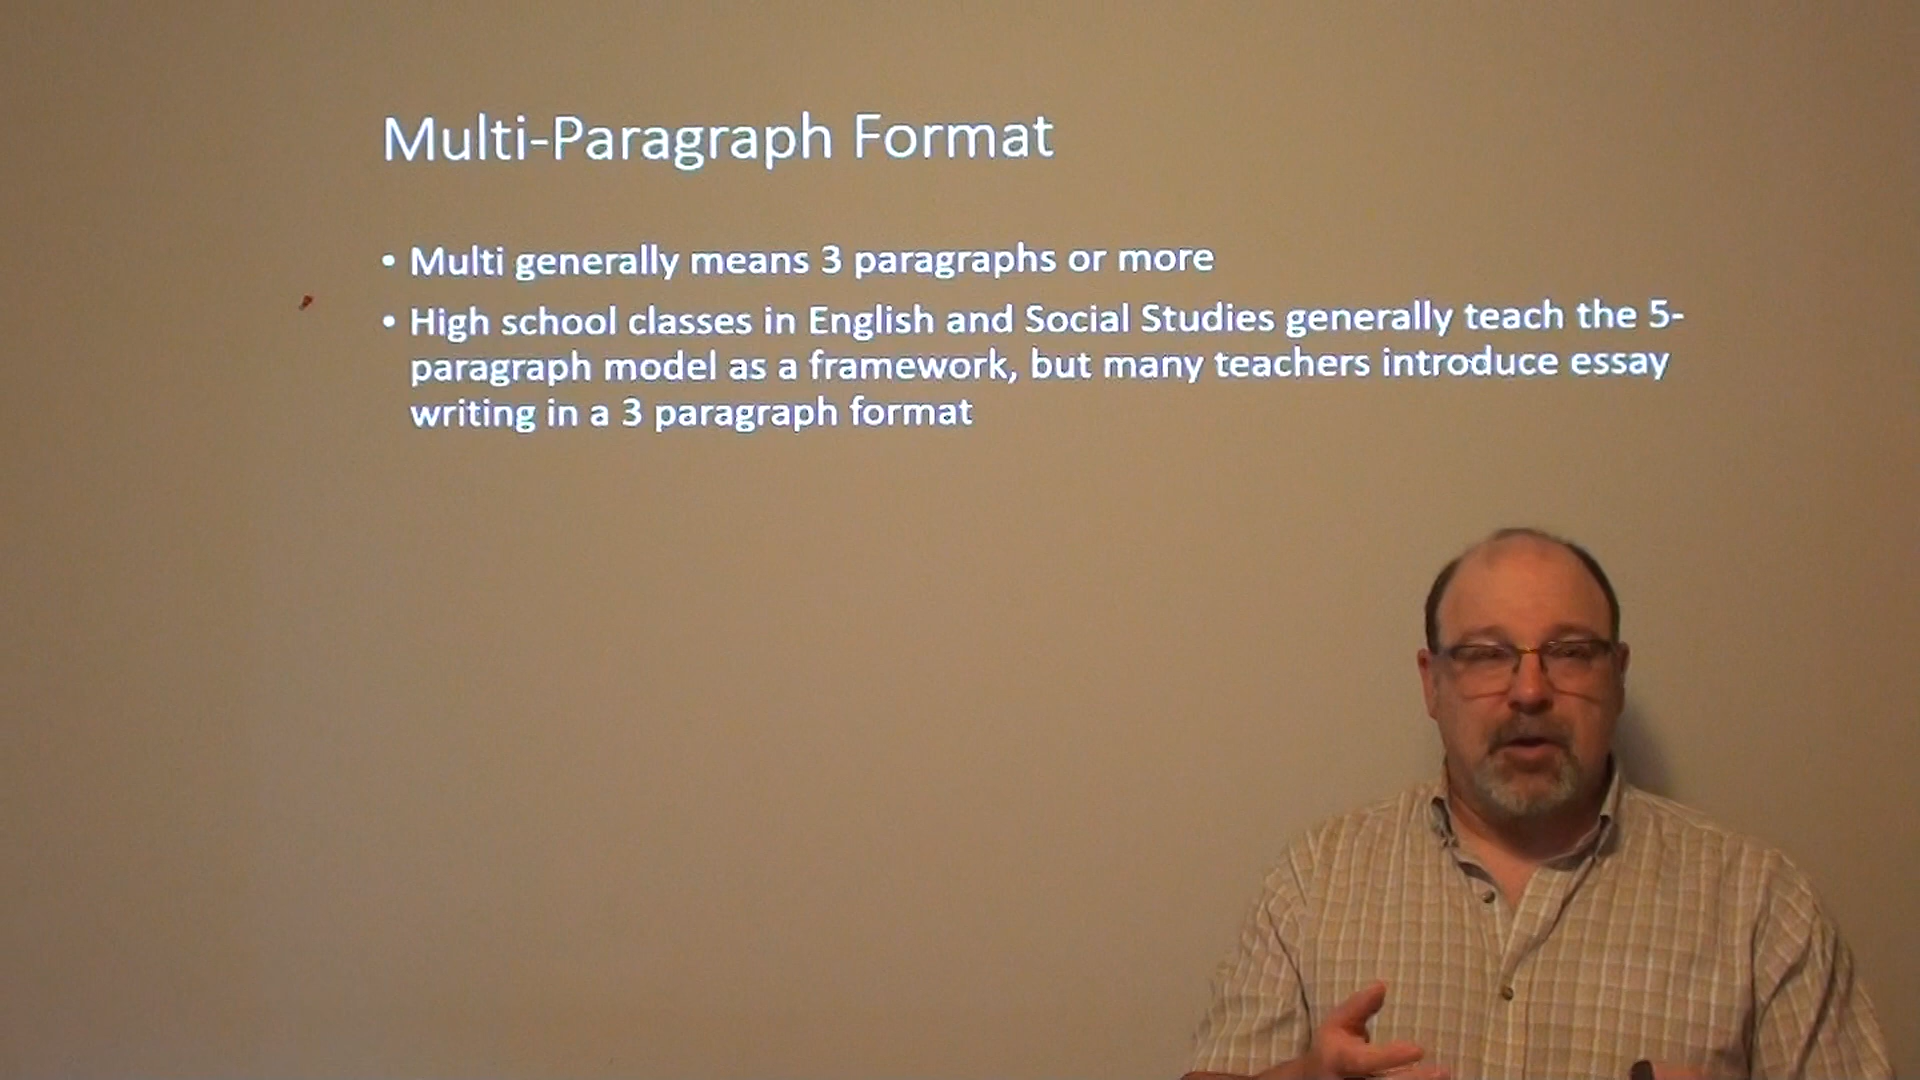 Multi-Paragraph Format
• Multi generally means 3 paragraphs or more
• High school classes in English and Social Studies generally teach the 5-
paragraph model as a framework, but many teachers introduce essay
writing in a 3 paragraph format